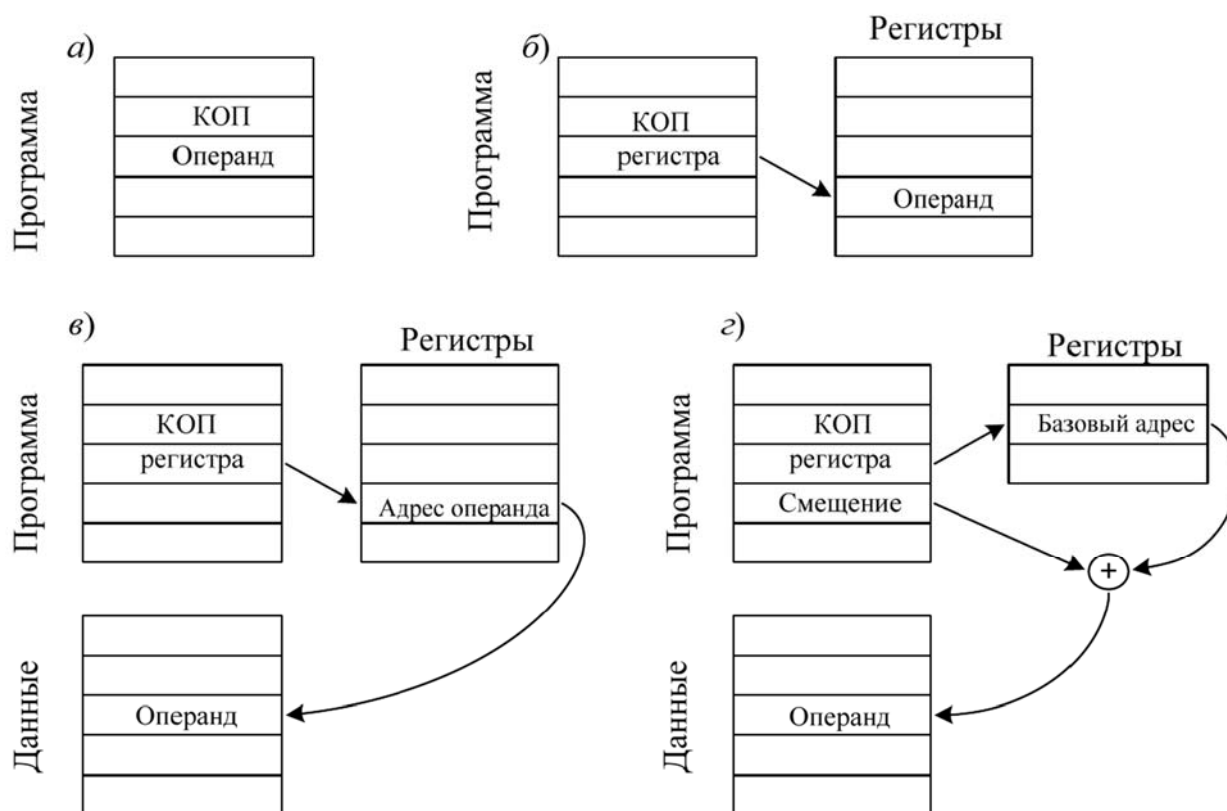 а)
Программа
КОП
Операнд
б)
Регистры
Программа
КОП
регистра
Операнд
в)
Регистры
Программа
КОП
регистра
Адрес операнда
Данные
Операнд
г)
Регистры
Программа
КОП
регистра
Смещение
Базовый адрес
+
Данные
Операнд